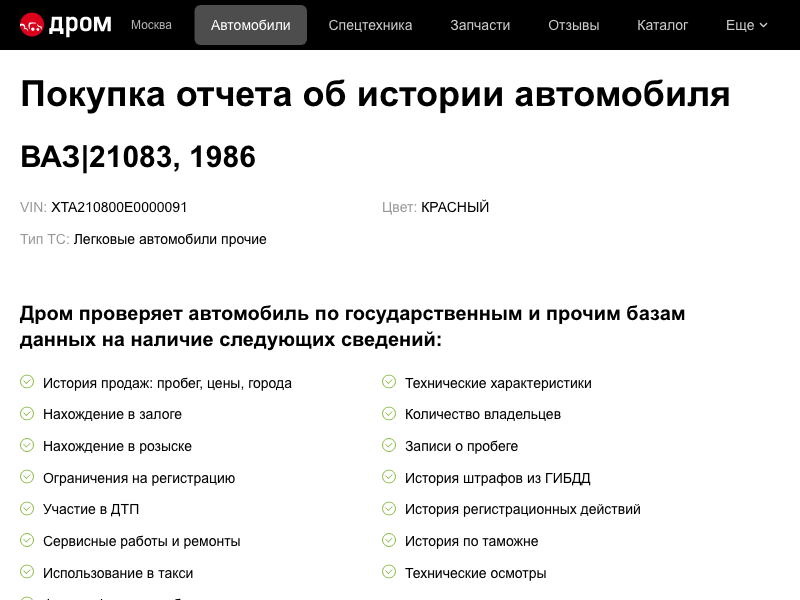 дром Москва Автомобили Спецтехника Запчасти Отзывы Каталог Еще
Покупка отчета об истории автомобиля
ВАЗ|21083, 1986
VIN: XTA210800E0000091 Цвет: КРАСНЫЙ
Тип ТС: Легковые автомобили прочие
Дром проверяет автомобиль по государственным и прочим базам
данных на наличие следующих сведений:
История продаж: пробег, цены, города Технические характеристики
Нахождение в залоге Количество владельцев
Нахождение в розыске Записи о пробеге
Ограничения на регистрацию История штрафов из ГИБДД
Участие в ДТП История регистрационных действий
Сервисные работы и ремонты История по таможне
Использование в такси Технические осмотры